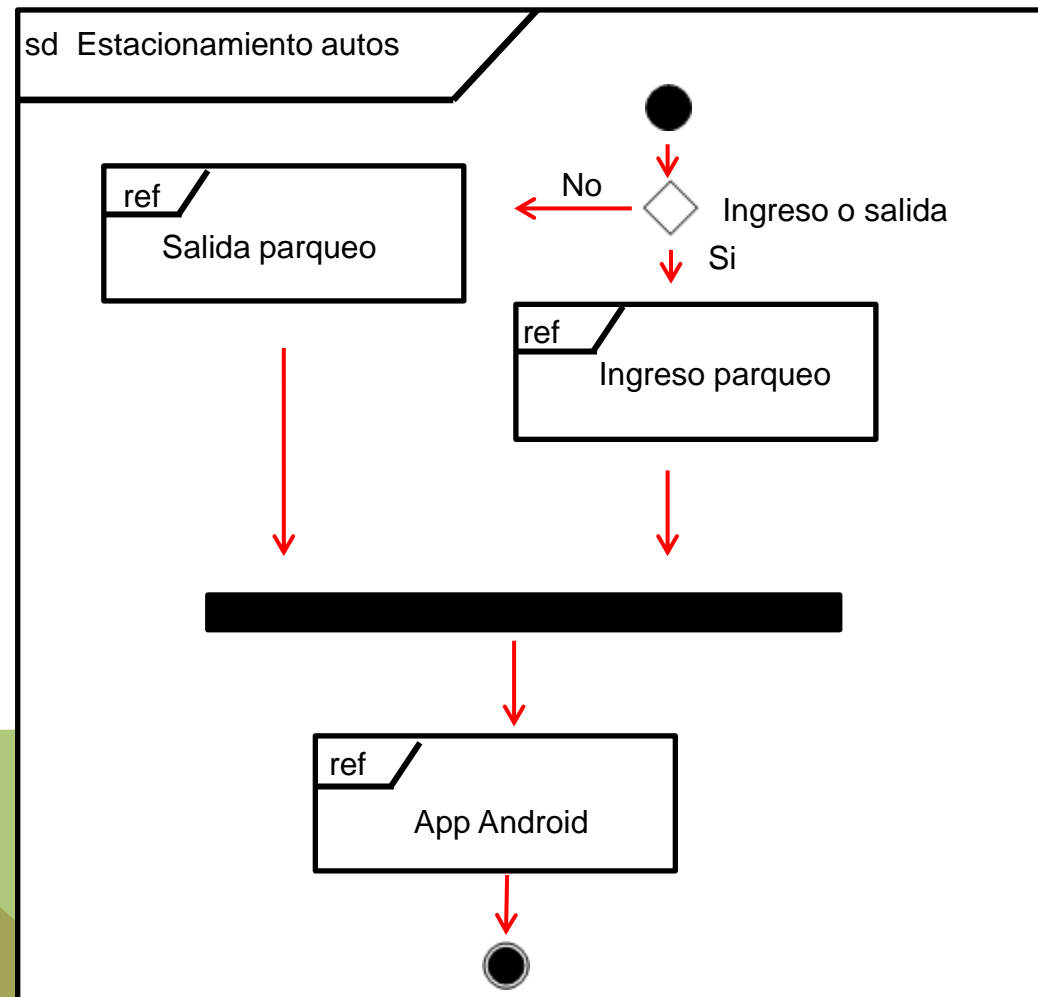 sd Estacionamiento autos
ref
Salida parqueo
No
Ingreso o salida
Si
ref
Ingreso parqueo
ref
App Android